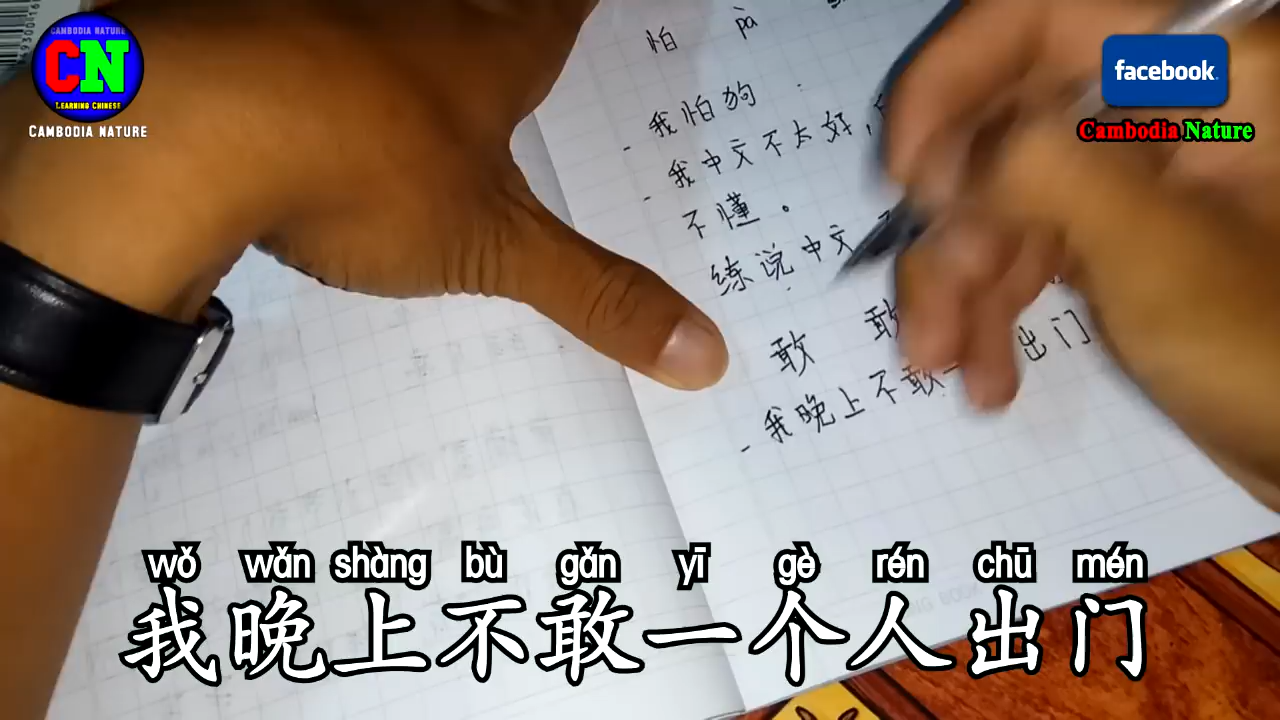 CAMBODIA NATURE
CN
LEARNING CHINESE
CAMBODIA NATURE
facebook
Cambodia Nature
怕 pà
- 我怕狗
- 我中文不太好,
不懂。
练说中文
敢 敢
- 我晚上不敢一 出门
wǒ wǎn shàng bù gǎn yī gè rén chū mén
我晚上不敢一个人出门